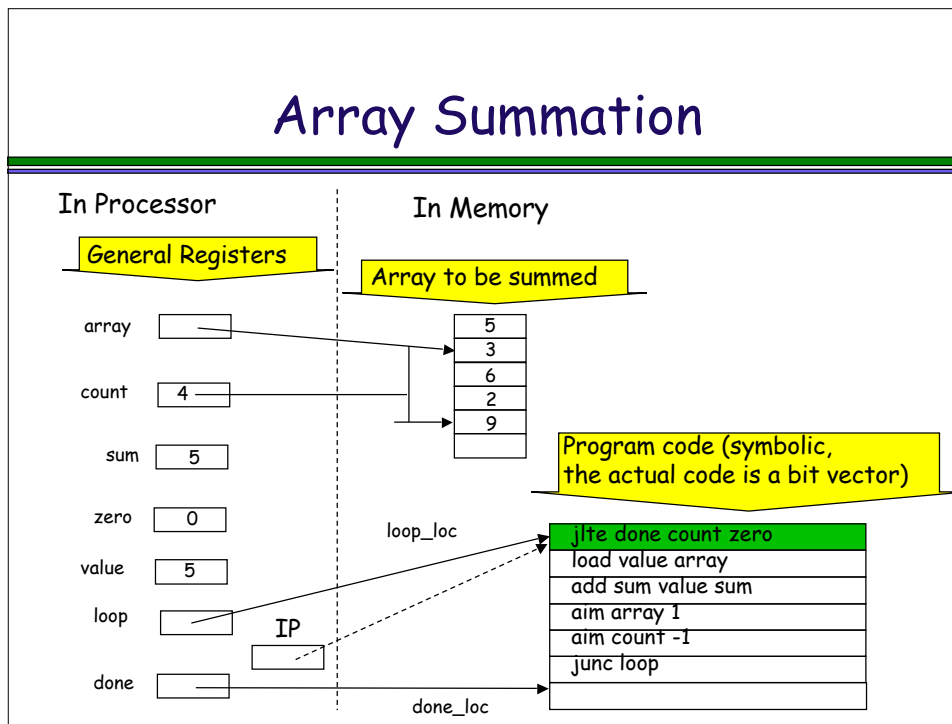 Array Summation
In Processor
In Memory
General Registers
Array to be summed
array
count
4
sum
5
zero
0
value
5
loop
IP
done
5
3
6
2
9
Program code (symbolic,
the actual code is a bit vector)
loop_loc
jlte done count zero
load value array
add sum value sum
aim array 1
aim count -1
junc loop
done_loc